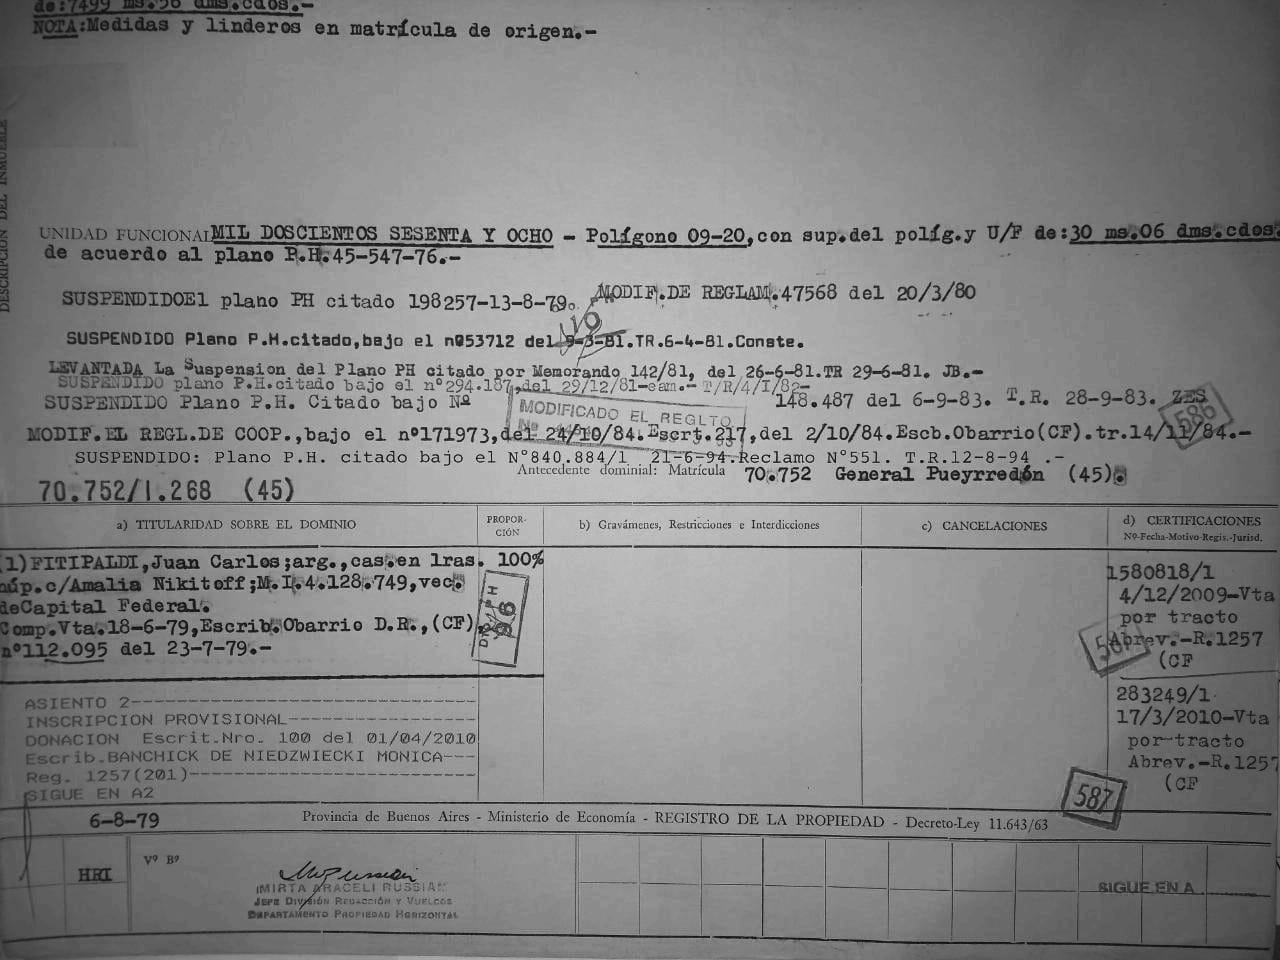 de:7499 ms.56 dms.cdos.-
NOTA:Medidas y linderos en matrícula de origen.-
DESCRIPCION DEL INMUEBLE
UNIDAD FUNCIONAL MIL DOSCIENTOS SESENTA Y OCHO - Polígono 09-20,con sup.del políg.y U/F de:30 ms.06 dms.cdos.
de acuerdo al plano P.H.45-547-76.-
SUSPENDIDOEl plano PH citado 198257-13-8-79. MODIF.DE REGLAM.47568 del 20/3/80
SUSPENDIDO Plano P.H.citado,bajo el nº53712 del 9-3-81.TR.6-4-81.Conste.
LEVANTADA La Suspension del Plano PH citado por Memorando 142/81, del 26-6-81.TR 29-6-81. JB.-
SUSPENDIDO plano P.H.citado bajo el nº294.187,del 29/12/81-eam.- T/R/4/I/82-
SUSPENDIDO Plano P.H. Citado bajo Nº 148.487 del 6-9-83. T.R. 28-9-83. ZES
MODIFICADO EL REGLTO
586
MODIF.EL REGL.DE COOP.,bajo el nº171973,del 24/10/84.Escrt.217,del 2/10/84.Escb.Obarrio(CF).tr.14/11/84.-
SUSPENDIDO: Plano P.H. citado bajo el Nº840.884/1 21-6-94.Reclamo Nº551. T.R.12-8-94 .-
Antecedente dominial: Matrícula 70.752 General Pueyrredón (45).
70.752/1.268 (45)
a) TITULARIDAD SOBRE EL DOMINIO
PROPOR-
CIÓN
b) Gravámenes, Restricciones e Interdicciones
c) CANCELACIONES
d) CERTIFICACIONES
Nº-Fecha-Motivo-Regis.-Jurisd.
(1)FITIPALDI,Juan Carlos;arg.,cas.en lras. 100%
núp.c/Amalia Nikitoff;M.I.4.128.749,vec.
deCapital Federal.
Comp.Vta.18-6-79,Escrib.Obarrio D.R.,(CF)
nº112.095 del 23-7-79.-
1580818/1
4/12/2009-Vta
por tracto
Abrev.-R.1257
(CF
ASIENTO 2------------------------------
INSCRIPCION PROVISIONAL----------------
DONACION Escrit.Nro. 100 del 01/04/2010
Escrib.BANCHICK DE NIEDZWIECKI MONICA---
Reg. 1257(201)--------------------------
SIGUE EN A2
283249/1
17/3/2010-Vta
por tracto
Abrev.-R.1257
(CF
587
6-8-79
Provincia de Buenos Aires - Ministerio de Economía - REGISTRO DE LA PROPIEDAD - Decreto-Ley 11.643/63
HRI
Vº Bº
MIRTA ARACELI RUSSIAN
JEFE DIVISIÓN REDACCIÓN Y VUELCOS
DEPARTAMENTO PROPIEDAD HORIZONTAL
SIGUE EN A